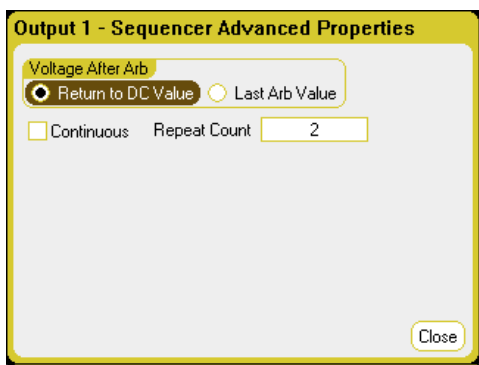 Output 1 - Sequencer Advanced Properties
Voltage After Arb
Return to DC Value Last Arb Value
Continuous Repeat Count 2
Close